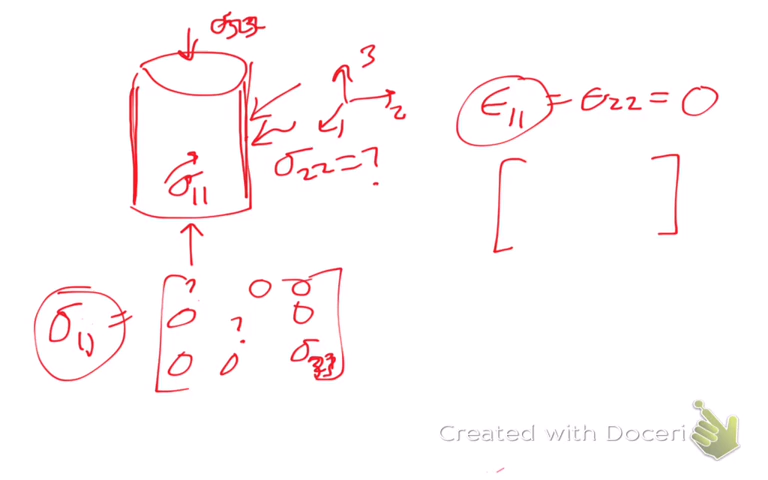 σ33
3
2
1
σ22 = ?
σ11
ϵ11 = ϵ22 = 0
σij = [ ? 0 0
0 ? 0
0 0 σ33 ]
[ ]
Created with Doceri